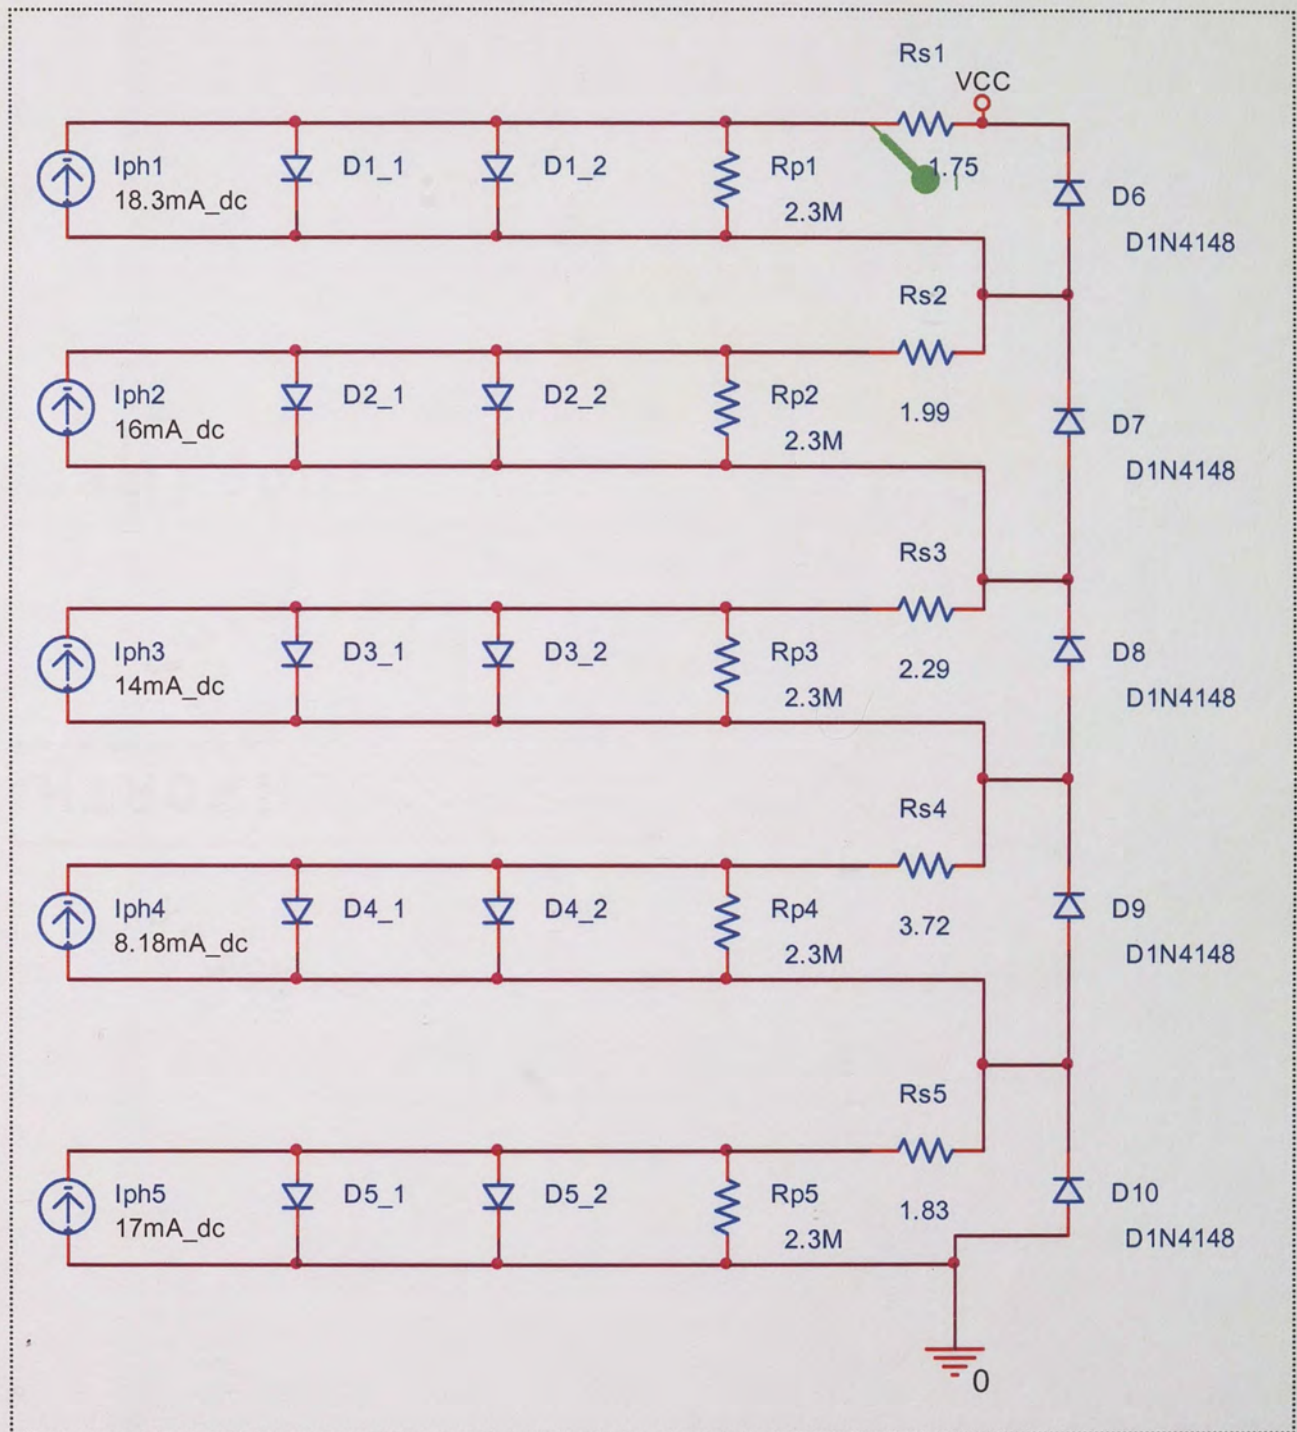 Rs1
VCC
Iph1
18.3mA_dc
D1_1
D1_2
Rp1
2.3M
1.75
I
D6
D1N4148
Rs2
Iph2
16mA_dc
D2_1
D2_2
Rp2
2.3M
1.99
D7
D1N4148
Rs3
Iph3
14mA_dc
D3_1
D3_2
Rp3
2.3M
2.29
D8
D1N4148
Rs4
Iph4
8.18mA_dc
D4_1
D4_2
Rp4
2.3M
3.72
D9
D1N4148
Rs5
Iph5
17mA_dc
D5_1
D5_2
Rp5
2.3M
1.83
D10
D1N4148
0